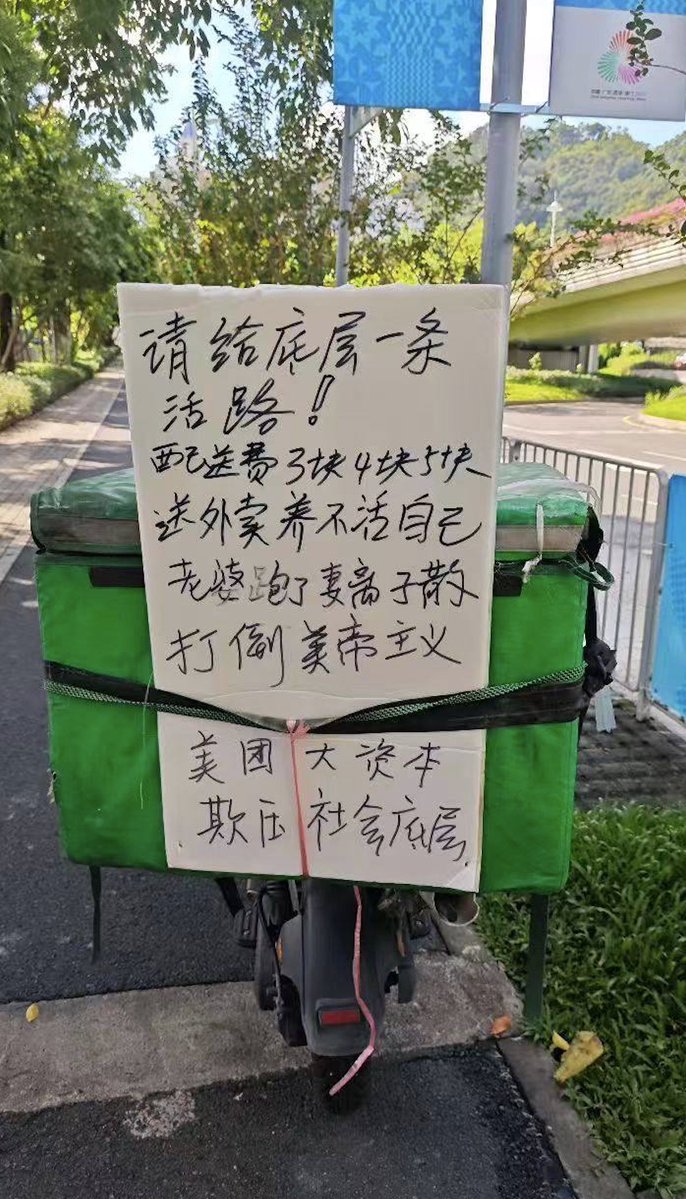 请给底层一条
活路！
配送费3块4块5块
送外卖养不活自己
老婆跑了妻离子散
打倒美帝主义
美团大资本
欺压社会底层